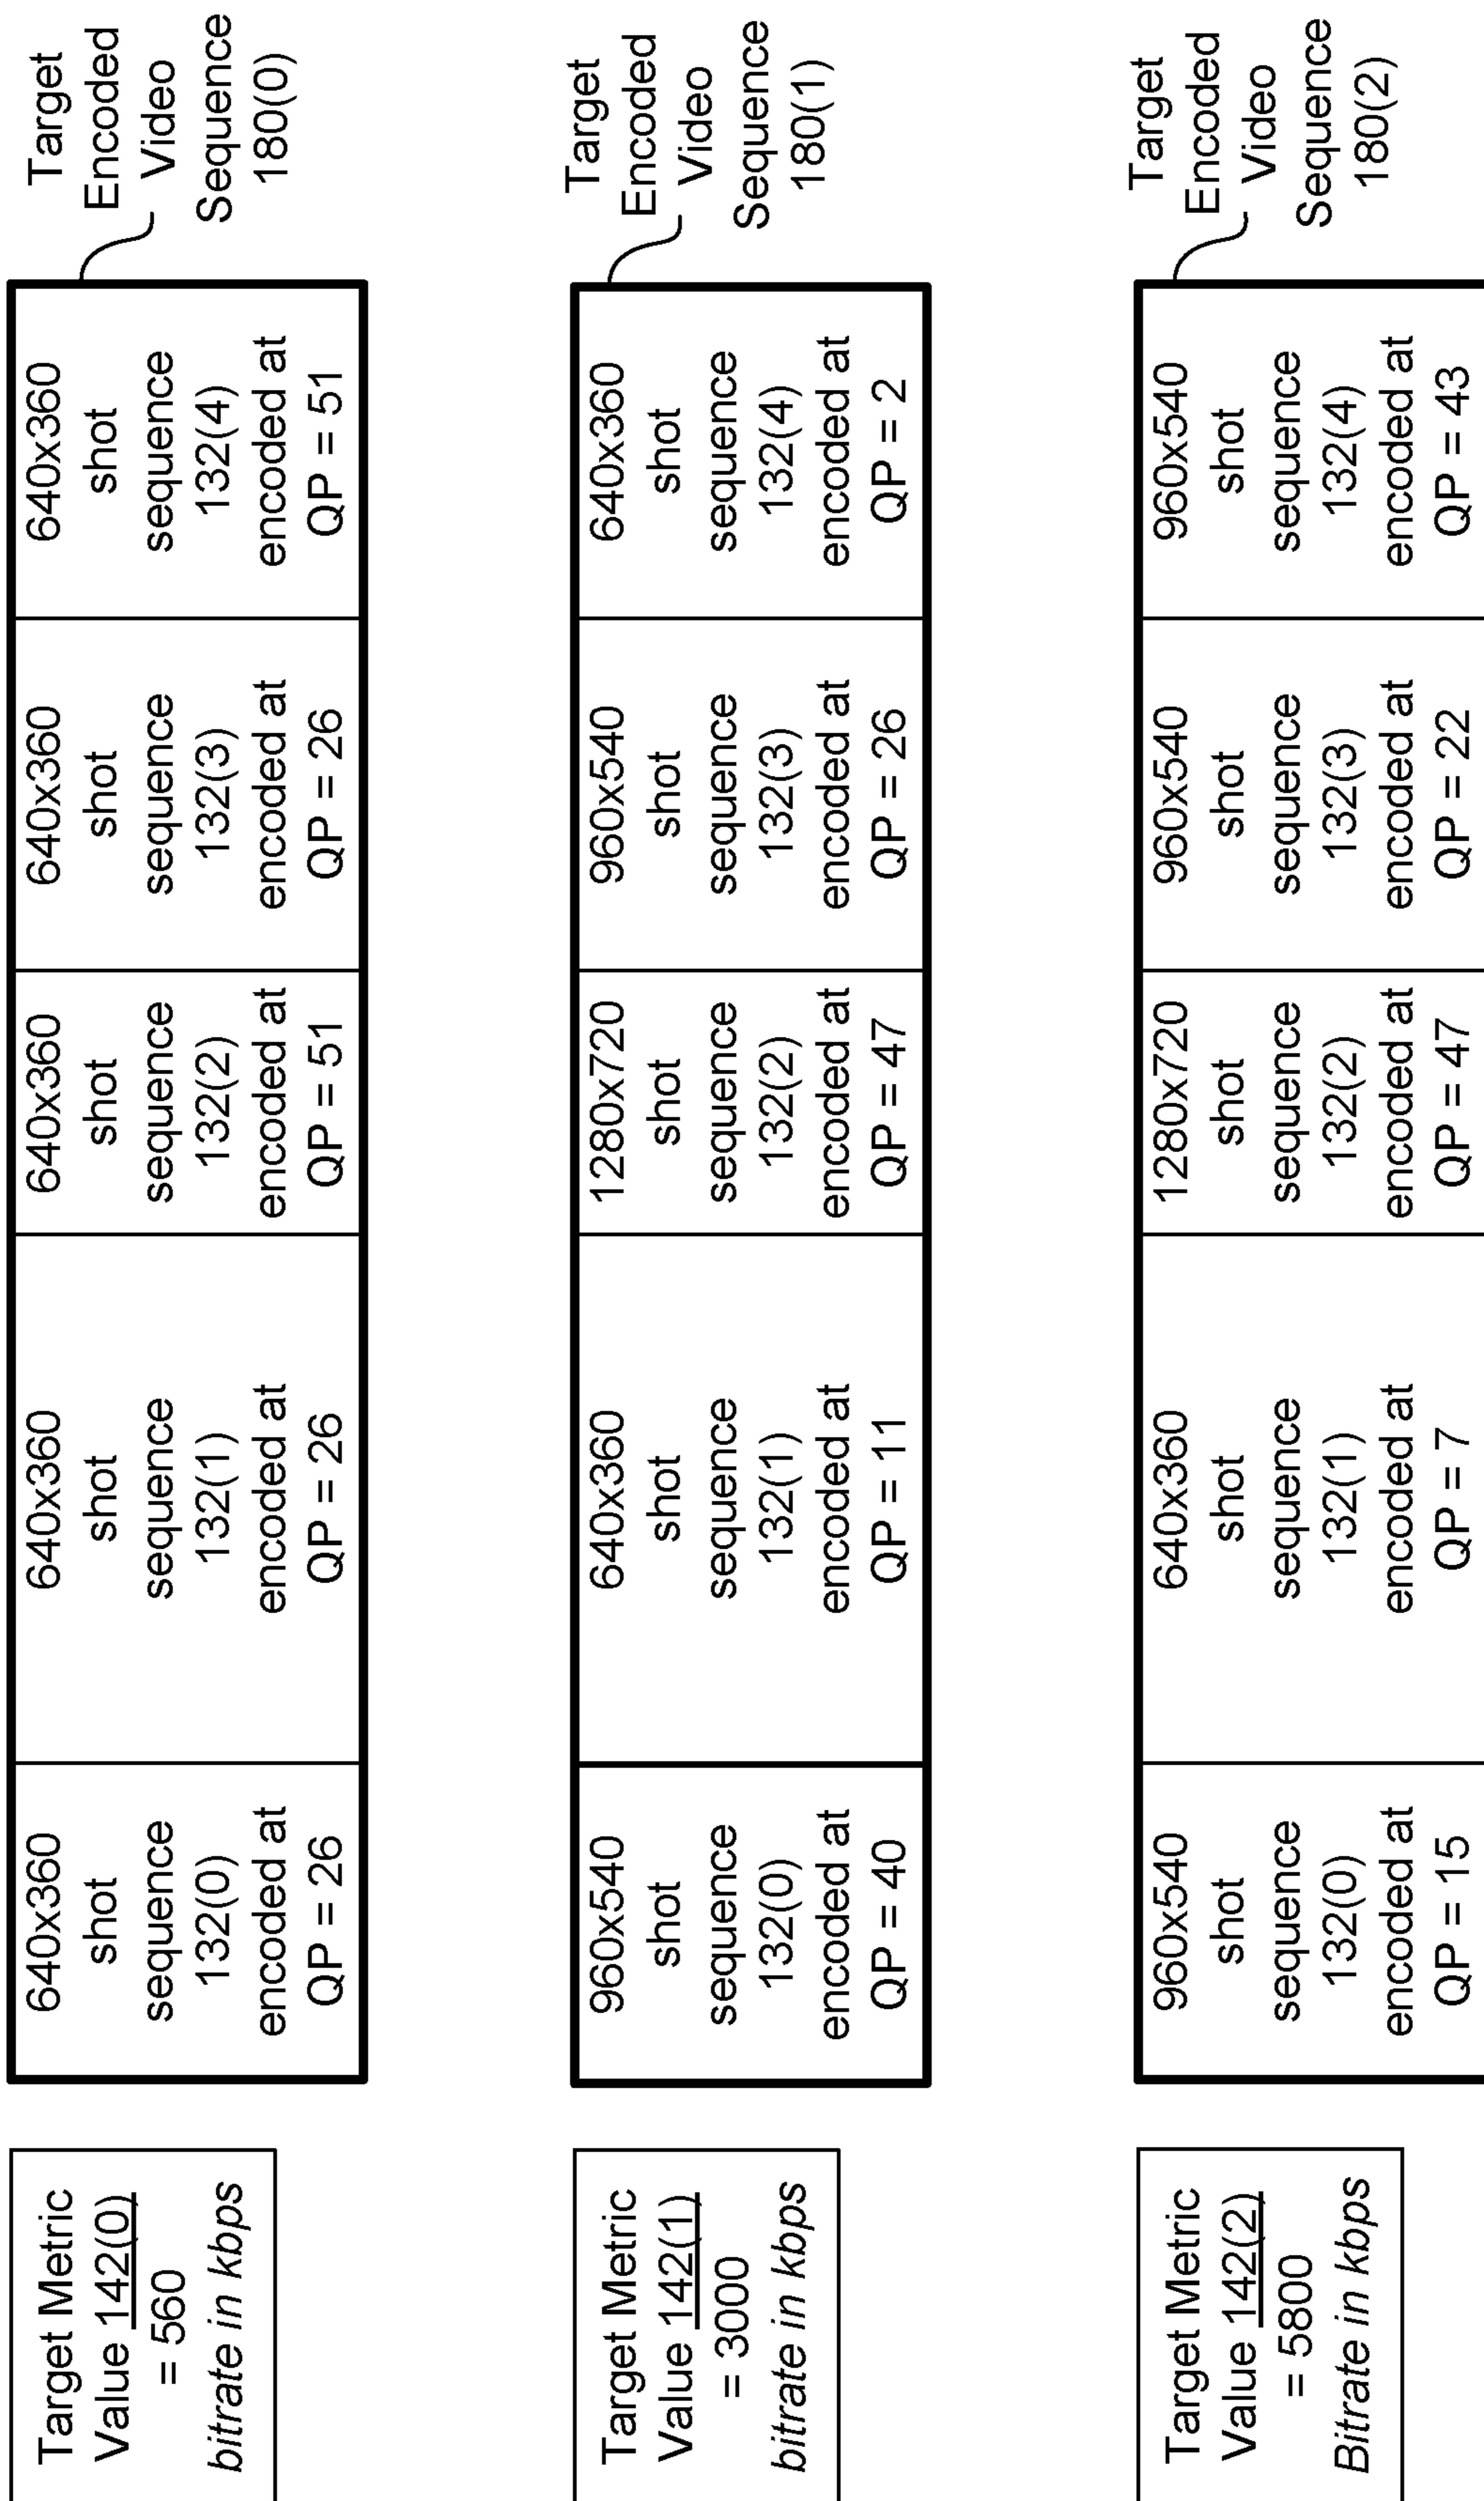 Target Metric
Value 142(0)
= 560
bitrate in kbps
640x360
shot
sequence
132(0)
encoded at
QP = 26
640x360
shot
sequence
132(1)
encoded at
QP = 26
640x360
shot
sequence
132(2)
encoded at
QP = 51
640x360
shot
sequence
132(3)
encoded at
QP = 26
640x360
shot
sequence
132(4)
encoded at
QP = 51
Target
Encoded
Video
Sequence
180(0)
Target Metric
Value 142(1)
= 3000
bitrate in kbps
960x540
shot
sequence
132(0)
encoded at
QP = 40
640x360
shot
sequence
132(1)
encoded at
QP = 11
1280x720
shot
sequence
132(2)
encoded at
QP = 47
960x540
shot
sequence
132(3)
encoded at
QP = 26
640x360
shot
sequence
132(4)
encoded at
QP = 2
Target
Encoded
Video
Sequence
180(1)
Target Metric
Value 142(2)
= 5800
Bitrate in kbps
960x540
shot
sequence
132(0)
encoded at
QP = 15
640x360
shot
sequence
132(1)
encoded at
QP = 7
1280x720
shot
sequence
132(2)
encoded at
QP = 47
960x540
shot
sequence
132(3)
encoded at
QP = 22
960x540
shot
sequence
132(4)
encoded at
QP = 43
Target
Encoded
Video
Sequence
180(2)